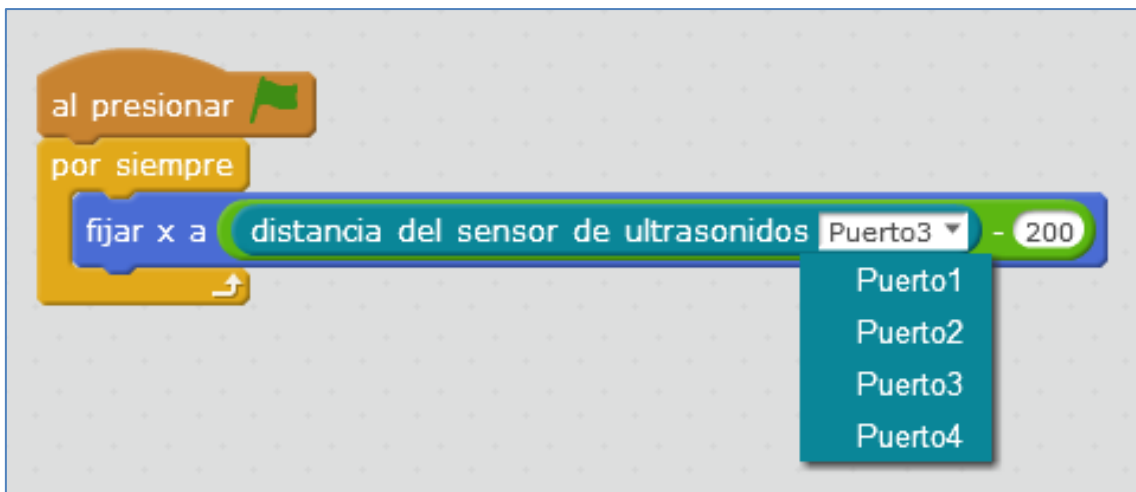 al presionar
por siempre
fijar x a distancia del sensor de ultrasonidos Puerto3 - 200
Puerto1
Puerto2
Puerto3
Puerto4